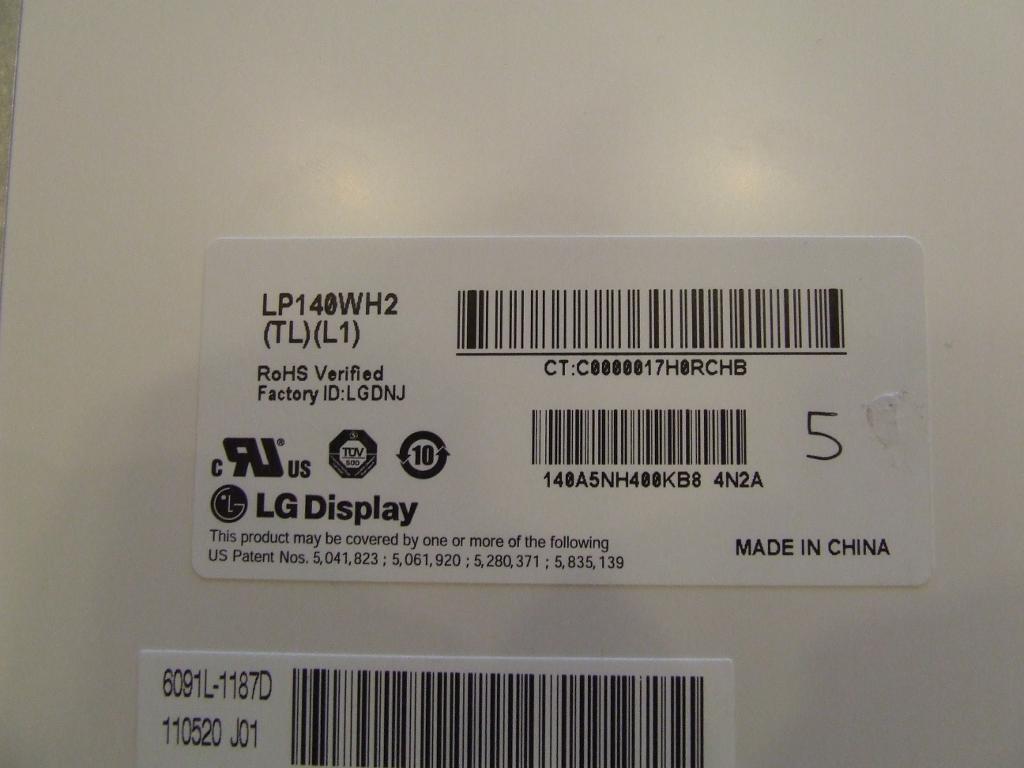 LP140WH2
(TL)(L1)
RoHS Verified
Factory ID:LGDNJ
CT:C0000017H0RCHB
140A5NH400KB8 4N2A
5
c RU ® US
TÜV
500
10
LG Display
This product may be covered by one or more of the following
US Patent Nos. 5,041,823 ; 5,061,920 ; 5,280,371 ; 5,835,139
MADE IN CHINA
6091L-1187D
110520 J01